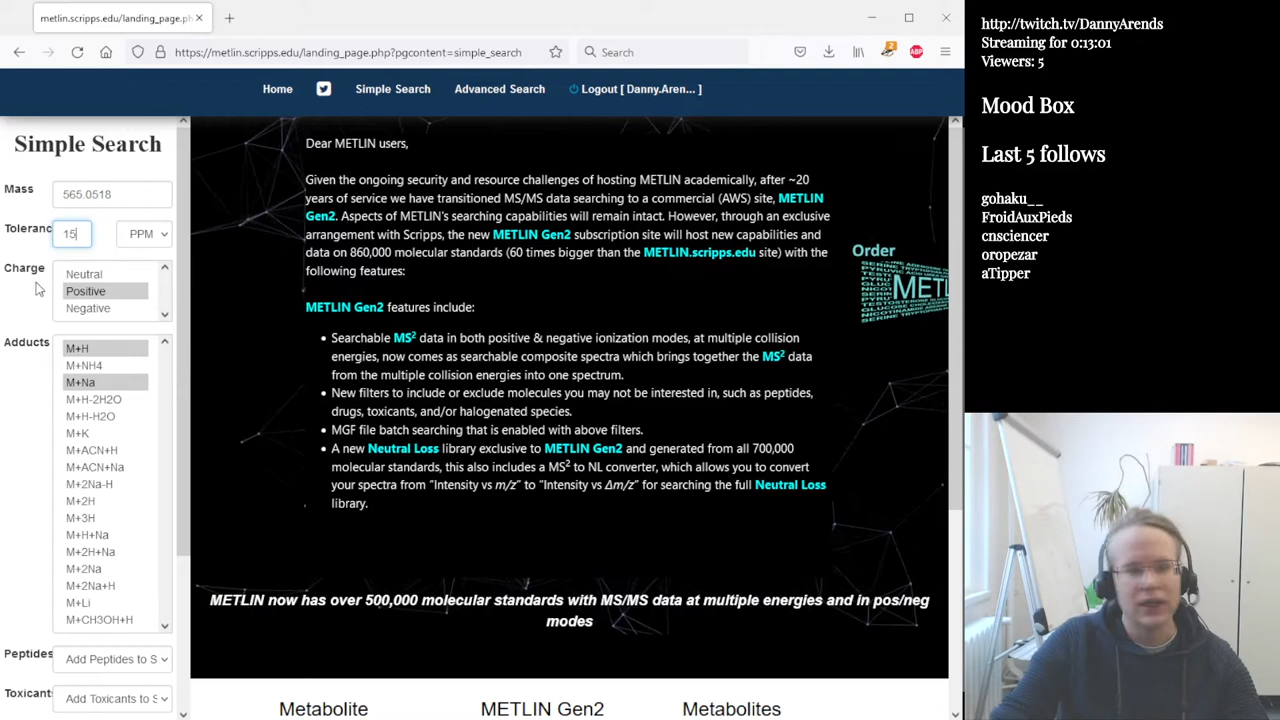 metlin.scripps.edu/landing_page.ph
https://metlin.scripps.edu/landing_page.php?pgcontent=simple_search
Search
2
ABP
Home
Simple Search
Advanced Search
Logout [ Danny.Aren... ]
Simple Search
Mass
565.0518
Toleranc
15
PPM
Charge
Neutral
Positive
Negative
Adducts
M+H
M+NH4
M+Na
M+H-2H2O
M+H-H2O
M+K
M+ACN+H
M+ACN+Na
M+2Na-H
M+2H
M+3H
M+H+Na
M+2H+Na
M+2Na
M+2Na+H
M+Li
M+CH3OH+H
Peptides
Add Peptides to S
Toxicants
Add Toxicants to S
Dear METLIN users,
Given the ongoing security and resource challenges of hosting METLIN academically, after ~20
years of service we have transitioned MS/MS data searching to a commercial (AWS) site, METLIN
Gen2. Aspects of METLIN's searching capabilities will remain intact. However, through an exclusive
arrangement with Scripps, the new METLIN Gen2 subscription site will host new capabilities and
data on 860,000 molecular standards (60 times bigger than the METLIN.scripps.edu site) with the
following features:
METLIN Gen2 features include:
• Searchable MS² data in both positive & negative ionization modes, at multiple collision
energies, now comes as searchable composite spectra which brings together the MS² data
from the multiple collision energies into one spectrum.
• New filters to include or exclude molecules you may not be interested in, such as peptides,
drugs, toxicants, and/or halogenated species.
• MGF file batch searching that is enabled with above filters.
• A new Neutral Loss library exclusive to METLIN Gen2 and generated from all 700,000
molecular standards, this also includes a MS² to NL converter, which allows you to convert
your spectra from "Intensity vs m/z" to "Intensity vs Δm/z" for searching the full Neutral Loss
library.
Order
METL
METLIN now has over 500,000 molecular standards with MS/MS data at multiple energies and in pos/neg
modes
Metabolite
METLIN Gen2
Metabolites
http://twitch.tv/DannyArends
Streaming for 0:13:01
Viewers: 5
Mood Box
Last 5 follows
gohaku__
FroidAuxPieds
cnsciencer
oropezar
aTipper